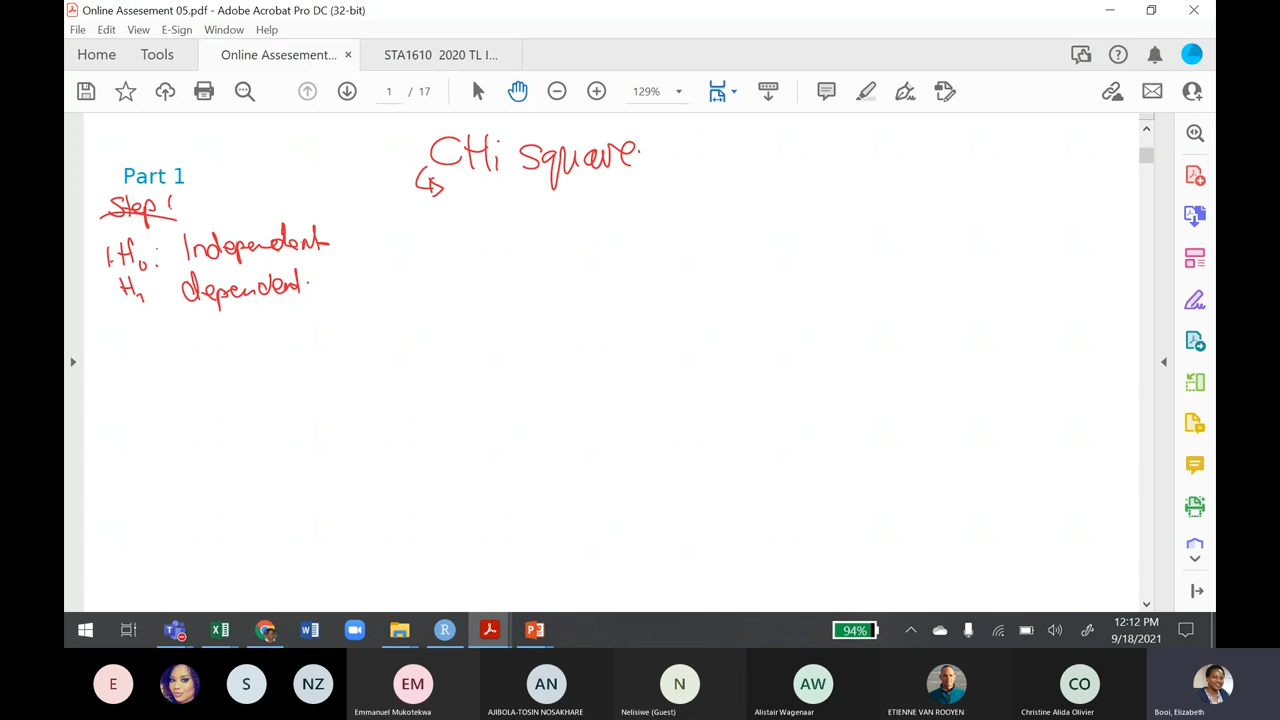 Online Assesement 05.pdf - Adobe Acrobat Pro DC (32-bit)
File Edit View E-Sign Window Help
Home Tools Online Assesement... × STA1610 2020 TL I...
1 / 17 129%
CHi square.
Part 1
Step 1
H0: Independent
H1 dependent.
94%
12:12 PM
9/18/2021
E S NZ EM AN N AW CO
Emmanuel Mukotekwa AJIBOLA-TOSIN NOSAKHARE Nelisiwe (Guest) Alistair Wagenaar ETIENNE VAN ROOYEN Christine Alida Olivier Booi, Elizabeth